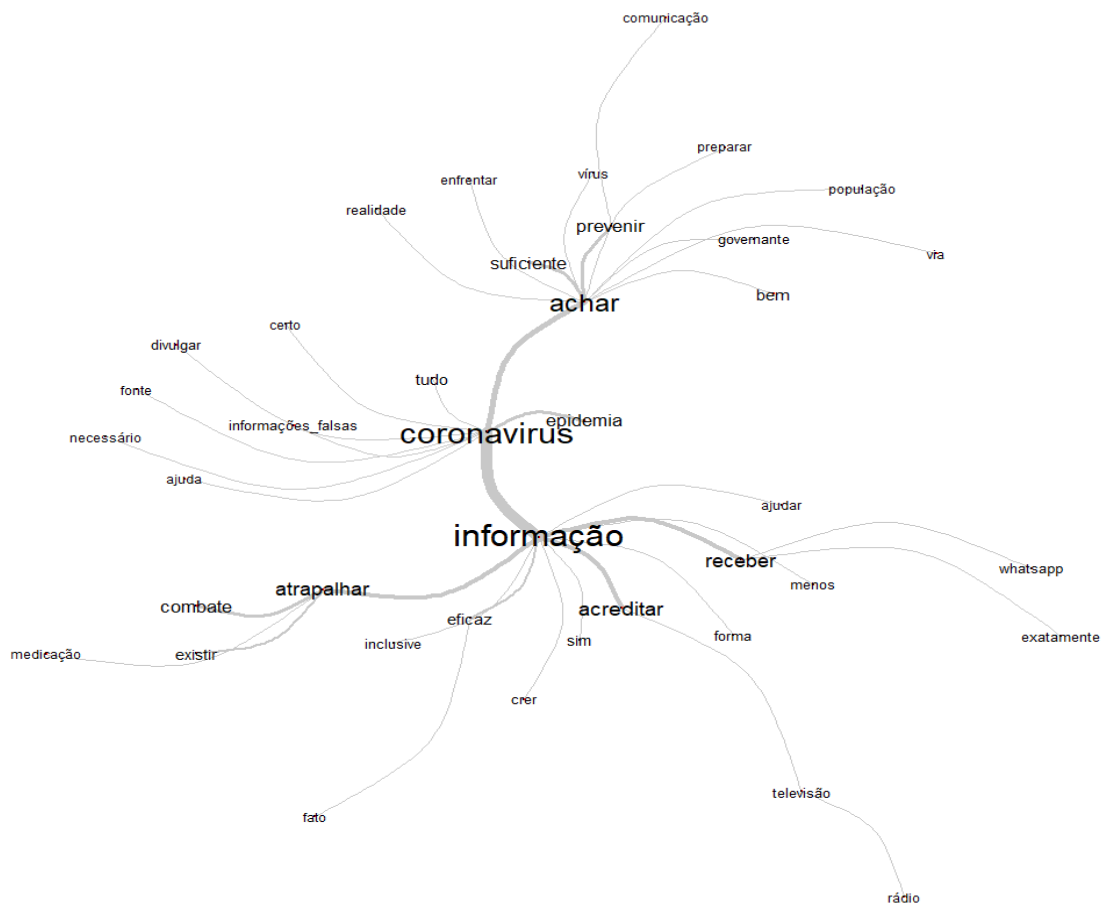 comunicação
preparar
vírus
enfrentar
população
realidade
prevenir
governante
via
suficiente
bem
achar
certo
divulgar
tudo
fonte
epidemia
informações_falsas
coronavirus
necessário
ajuda
ajudar
informação
receber
whatsapp
menos
atrapalhar
combate
acreditar
eficaz
forma
exatamente
inclusive
sim
medicação
existir
crer
televisão
fato
rádio